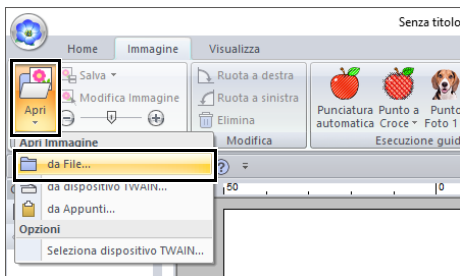 Senza titolo
Home Immagine Visualizza
Apri
Salva
Modifica Immagine
Ruota a destra
Ruota a sinistra
Elimina
Modifica
Punciatura automatica
Punto a Croce
Punto Foto 1
Esecuzione guid
Apri Immagine
da File...
da dispositivo TWAIN...
da Appunti...
Opzioni
Seleziona dispositivo TWAIN...
50
0